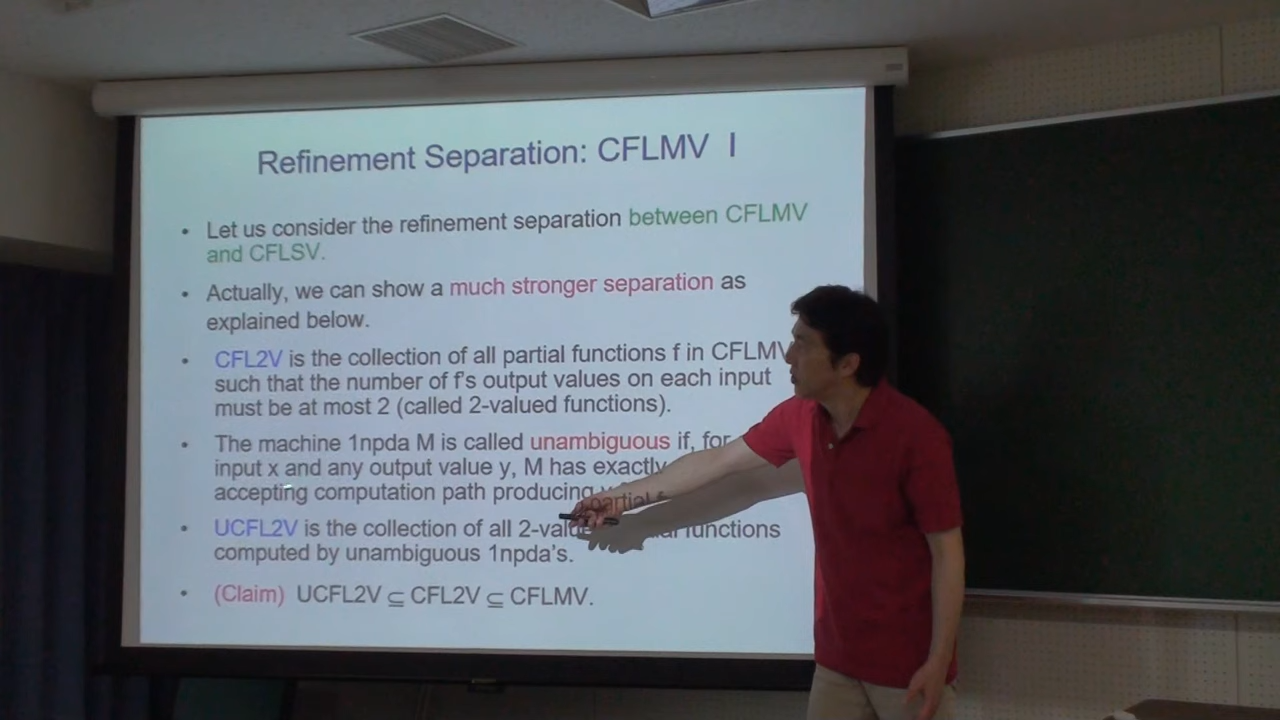 Refinement Separation: CFLMV I
• Let us consider the refinement separation between CFLMV
and CFLSV.
• Actually, we can show a much stronger separation as
explained below.
• CFL2V is the collection of all partial functions f in CFLMV
such that the number of f's output values on each input
must be at most 2 (called 2-valued functions).
• The machine 1npda M is called unambiguous if, for
input x and any output value y, M has exactly
accepting computation path producing
• UCFL2V is the collection of all 2-valued partial functions
computed by unambiguous 1npda's.
• (Claim) UCFL2V ⊆ CFL2V ⊆ CFLMV.